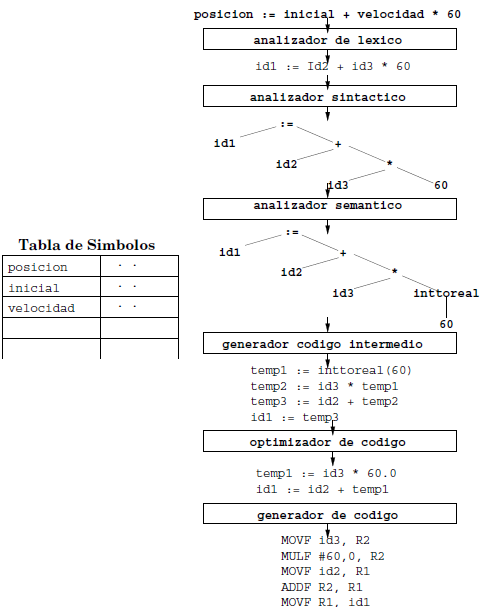 posicion := inicial + velocidad * 60
analizador de lexico
id1 := Id2 + id3 * 60
analizador sintactico
:=
id1
+
id2
*
id3
60
analizador semantico
:=
id1
+
id2
*
id3
inttoreal
60
Tabla de Simbolos
posicion . .
inicial . .
velocidad . .
generador codigo intermedio
temp1 := inttoreal(60)
temp2 := id3 * temp1
temp3 := id2 + temp2
id1 := temp3
optimizador de codigo
temp1 := id3 * 60.0
id1 := id2 + temp1
generador de codigo
MOVF id3, R2
MULF #60,0, R2
MOVF id2, R1
ADDF R2, R1
MOVF R1, id1